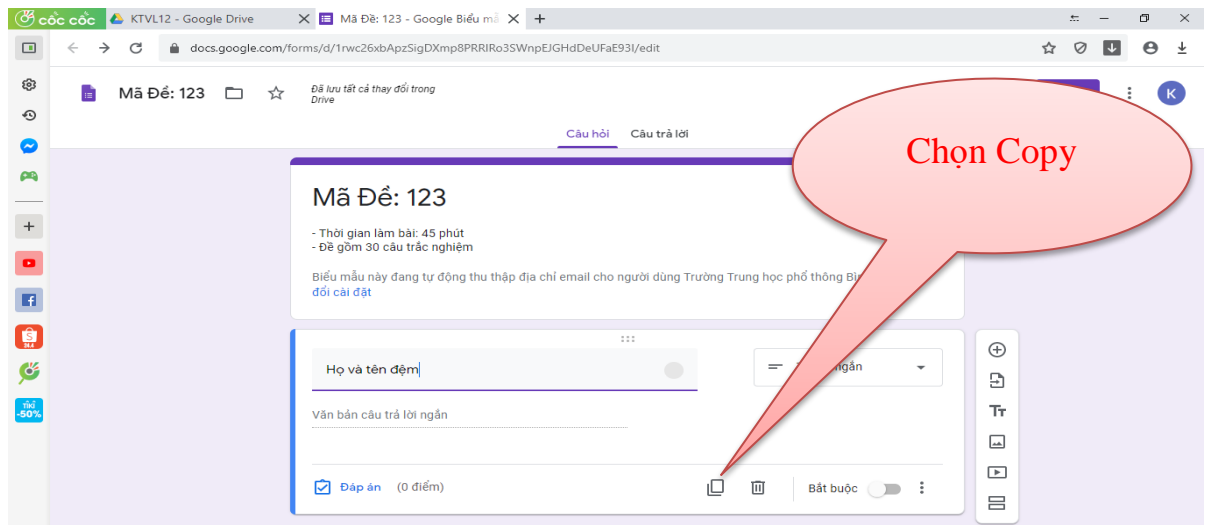 cốc cốc
KTVL12 - Google Drive
Mã Đề: 123 - Google Biểu mẫ
docs.google.com/forms/d/1rwc26xbApzSigDXmp8PRRIRo3SWnpEJGHdDeUFaE93I/edit
Mã Đề: 123
Đã lưu tất cả thay đổi trong
Drive
K
Câu hỏi
Câu trả lời
Chọn Copy
Mã Đề: 123
- Thời gian làm bài: 45 phút
- Đề gồm 30 câu trắc nghiệm
Biểu mẫu này đang tự động thu thập địa chỉ email cho người dùng Trường Trung học phổ thông
đổi cài đặt
Họ và tên đệm
ngắn
Văn bản câu trả lời ngắn
Đáp án (0 điểm)
Bắt buộc
Tт
S
TIKI
-50%